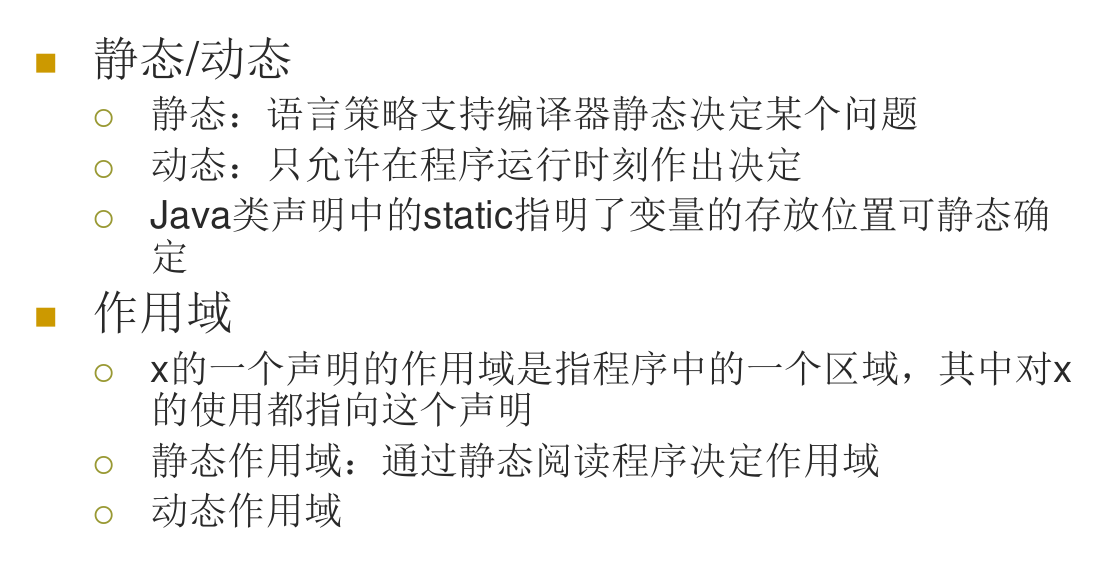 静态/动态
静态：语言策略支持编译器静态决定某个问题
动态：只允许在程序运行时刻作出决定
Java类声明中的static指明了变量的存放位置可静态确
定
作用域
x的一个声明的作用域是指程序中的一个区域，其中对x
的使用都指向这个声明
静态作用域：通过静态阅读程序决定作用域
动态作用域